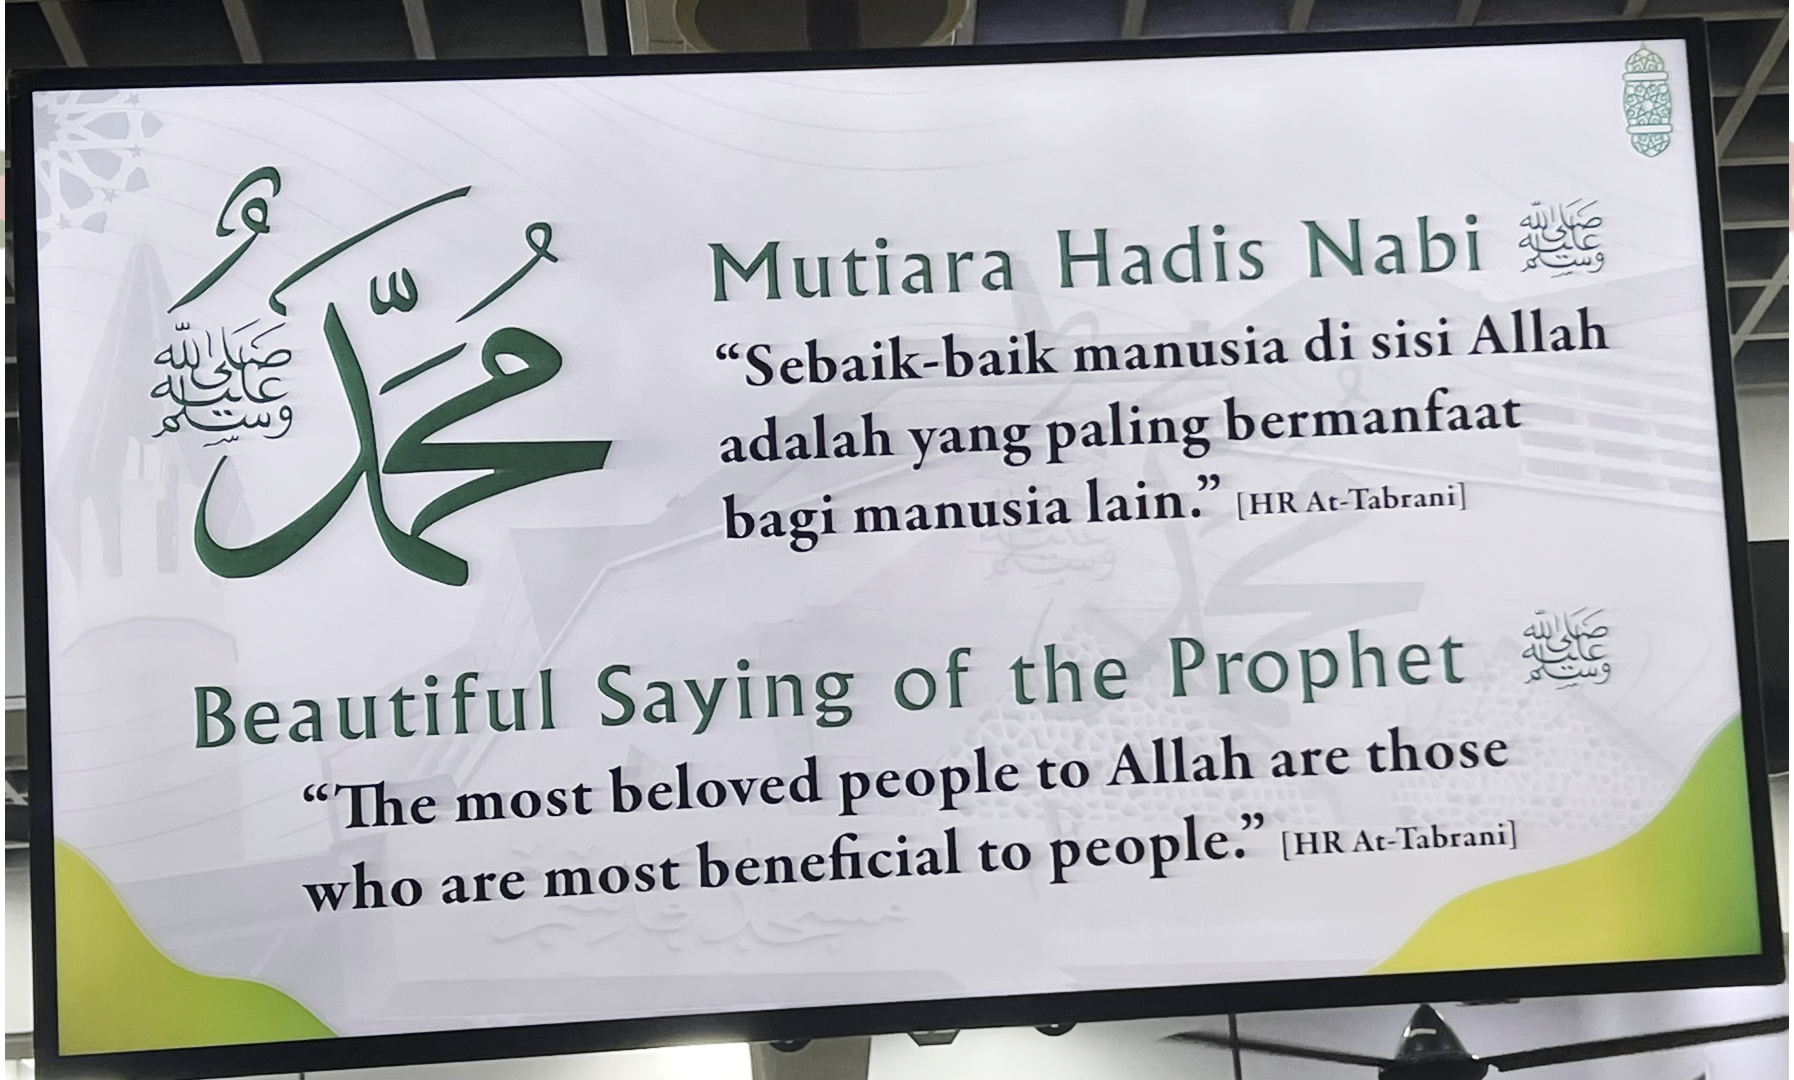 مُحَمَّدٌ
صلى الله
عليه
وسلم
Mutiara Hadis Nabi ﷺ
“Sebaik-baik manusia di sisi Allah
adalah yang paling bermanfaat
bagi manusia lain.” [HR At-Tabrani]
Beautiful Saying of the Prophet ﷺ
“The most beloved people to Allah are those
who are most beneficial to people.” [HR At-Tabrani]